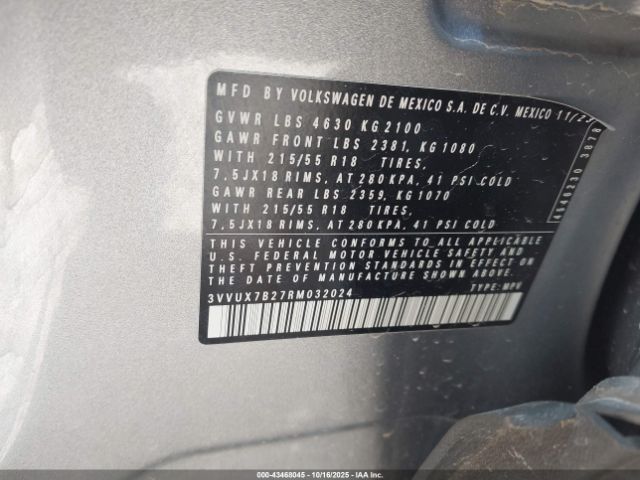 MFD BY VOLKSWAGEN DE MEXICO S.A. DE C.V. MEXICO 11/23
GVWR LBS 4630 KG 2100
GAWR FRONT LBS 2381, KG 1080
WITH 215/55 R18 TIRES,
7,5JX18 RIMS, AT 280 KPA, 41 PSI COLD
GAWR REAR LBS 2359, KG 1070
WITH 215/55 R18 TIRES,
7,5JX18 RIMS, AT 280 KPA, 41 PSI COLD
THIS VEHICLE CONFORMS TO ALL APPLICABLE
U.S. FEDERAL MOTOR VEHICLE SAFETY AND
THEFT PREVENTION STANDARDS IN EFFECT ON
THE DATE OF MANUFACTURE SHOWN ABOVE
3VVUX7B27RM032024 TYPE: MPV
000-43468045 - 10/16/2025 - IAA